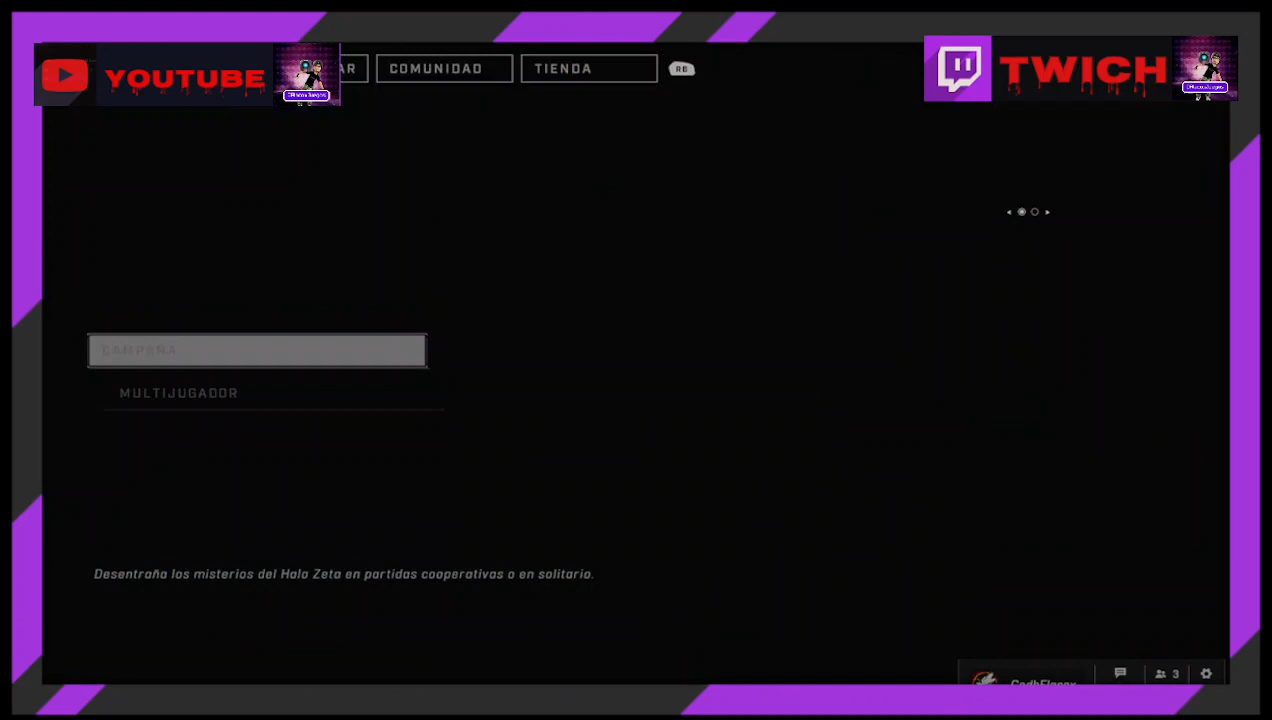 YOUTUBE
AR
COMUNIDAD
TIENDA
RB
TWICH
CAMPAÑA
MULTIJUGADOR
Desentraña los misterios del Halo Zeta en partidas cooperativas o en solitario.
3